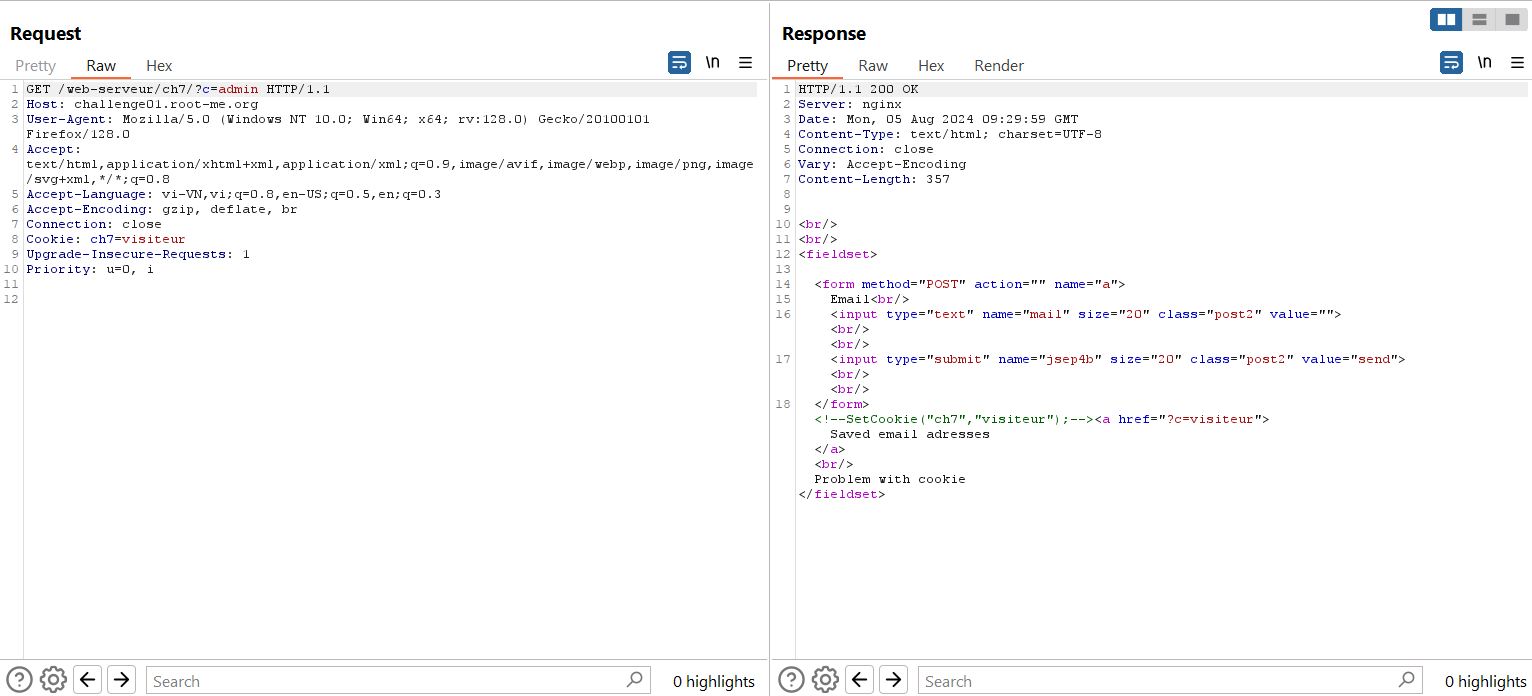 Request
Pretty Raw Hex \n
1 GET /web-serveur/ch7/?c=admin HTTP/1.1
2 Host: challenge01.root-me.org
3 User-Agent: Mozilla/5.0 (Windows NT 10.0; Win64; x64; rv:128.0) Gecko/20100101
Firefox/128.0
4 Accept:
text/html,application/xhtml+xml,application/xml;q=0.9,image/avif,image/webp,image/png,image
/svg+xml,*/*;q=0.8
5 Accept-Language: vi-VN,vi;q=0.8,en-US;q=0.5,en;q=0.3
6 Accept-Encoding: gzip, deflate, br
7 Connection: close
8 Cookie: ch7=visiteur
9 Upgrade-Insecure-Requests: 1
10 Priority: u=0, i
11
12
Search
0 highlights
Response
Pretty Raw Hex Render \n
1 HTTP/1.1 200 OK
2 Server: nginx
3 Date: Mon, 05 Aug 2024 09:29:59 GMT
4 Content-Type: text/html; charset=UTF-8
5 Connection: close
6 Vary: Accept-Encoding
7 Content-Length: 357
8
9
10 <br/>
11 <br/>
12 <fieldset>
13
14 <form method="POST" action="" name="a">
15 Email<br/>
16 <input type="text" name="mail" size="20" class="post2" value="">
<br/>
<br/>
17 <input type="submit" name="jsep4b" size="20" class="post2" value="send">
<br/>
<br/>
18 </form>
<!--SetCookie("ch7","visiteur");--><a href="?c=visiteur">
Saved email adresses
</a>
<br/>
Problem with cookie
</fieldset>
Search
0 highlights